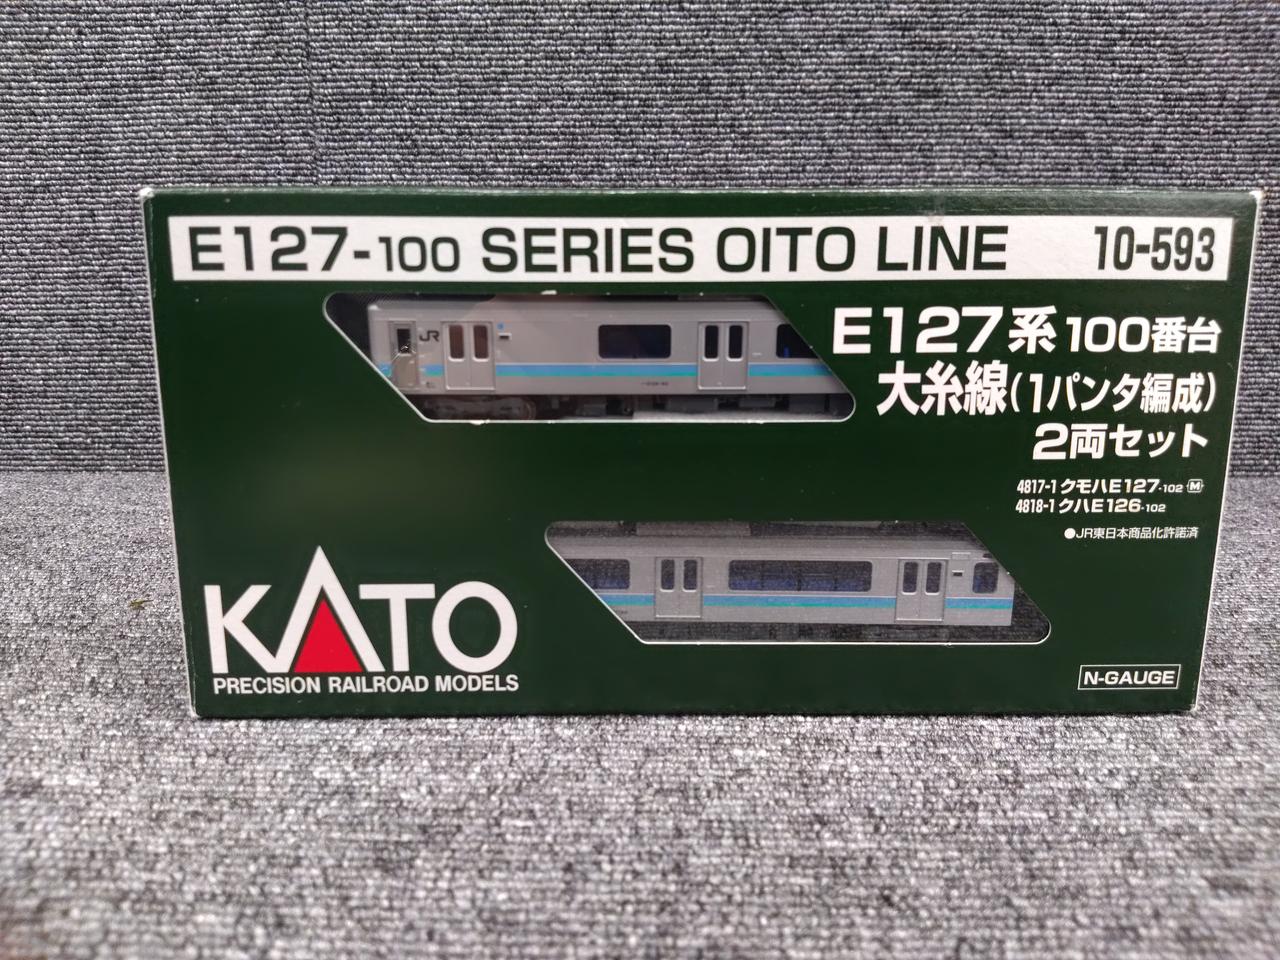 E127-100 SERIES OITO LINE 10-593
E127系 100番台
大糸線(1パンタ編成)
2両セット
4817-1 クモハE127-102 M
4818-1 クハE126-102
●JR東日本商品化許諾済
JR
KATO
PRECISION RAILROAD MODELS
N-GAUGE